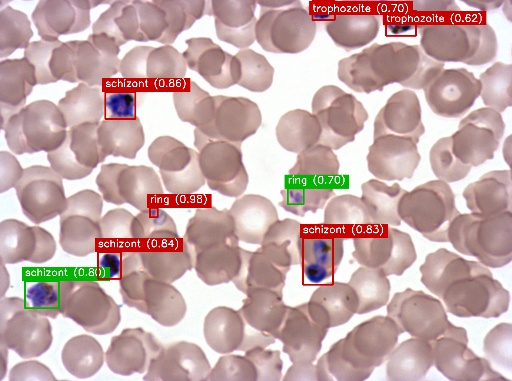 trophozoite (0.70)
trophozoite (0.62)
schizont (0.86)
ring (0.70)
ring (0.98)
schizont (0.83)
schizont (0.84)
schizont (0.80)